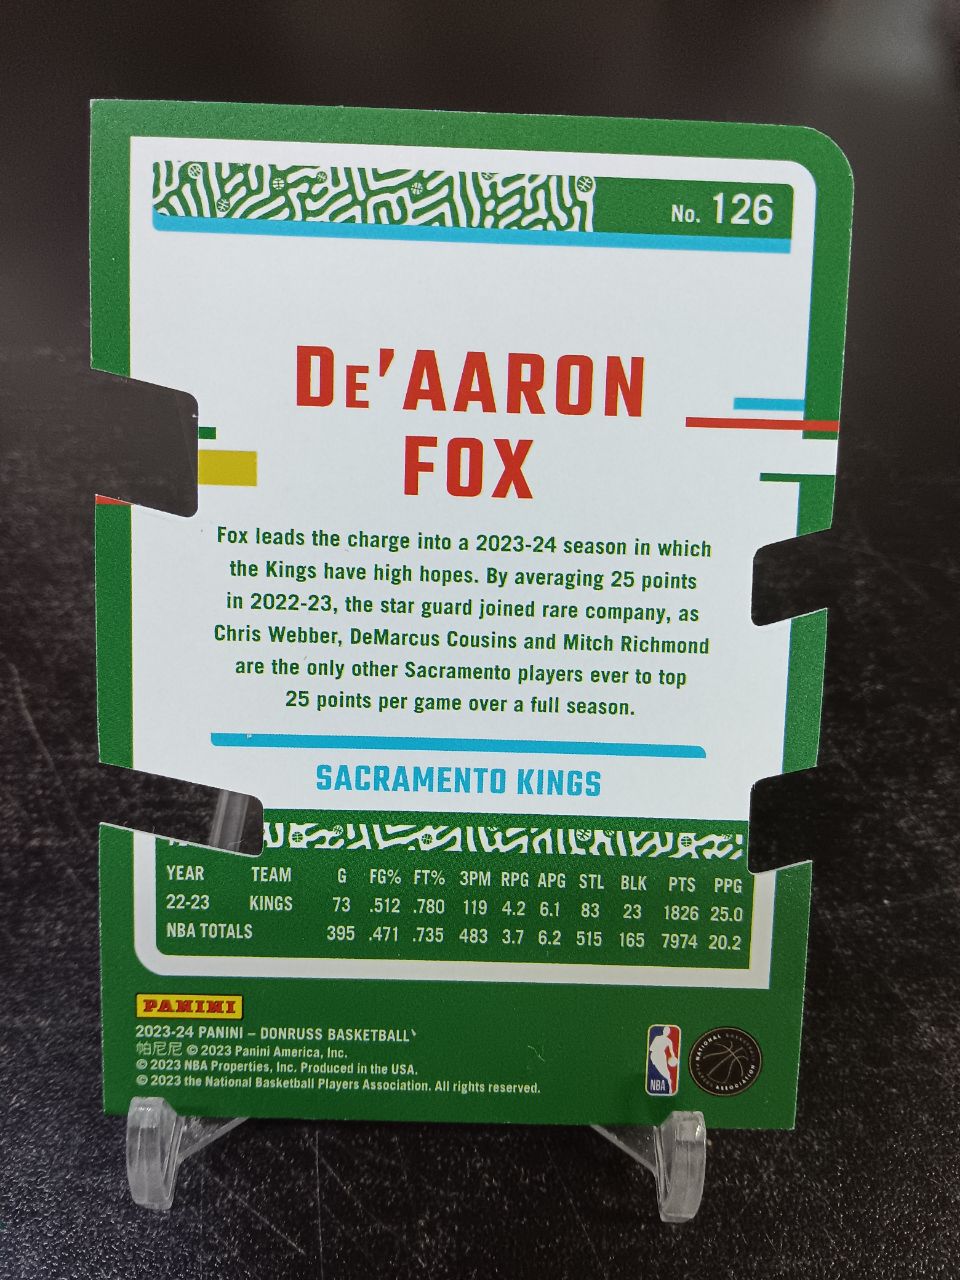 No. 126
DE'AARON
FOX
Fox leads the charge into a 2023-24 season in which
the Kings have high hopes. By averaging 25 points
in 2022-23, the star guard joined rare company, as
Chris Webber, DeMarcus Cousins and Mitch Richmond
are the only other Sacramento players ever to top
25 points per game over a full season.
SACRAMENTO KINGS
YEAR TEAM G FG% FT% 3PM RPG APG STL BLK PTS PPG
22-23 KINGS 73 .512 .780 119 4.2 6.1 83 23 1826 25.0
NBA TOTALS 395 .471 .735 483 3.7 6.2 515 165 7974 20.2
PANINI
2023-24 PANINI – DONRUSS BASKETBALL
帕尼尼 © 2023 Panini America, Inc.
© 2023 NBA Properties, Inc. Produced in the USA.
© 2023 the National Basketball Players Association. All rights reserved.
NBA
NATIONAL BASKETBALL PLAYERS ASSOCIATION